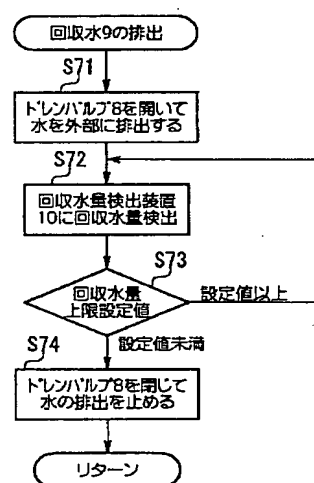 回収水9の排出
S71
ドレンバルブ8を開いて
水を外部に排出する
S72
回収水量検出装置
10に回収水量検出
S73
回収水量
上限設定値
設定値以上
設定値未満
S74
ドレンバルブ8を閉じて
水の排出を止める
リターン